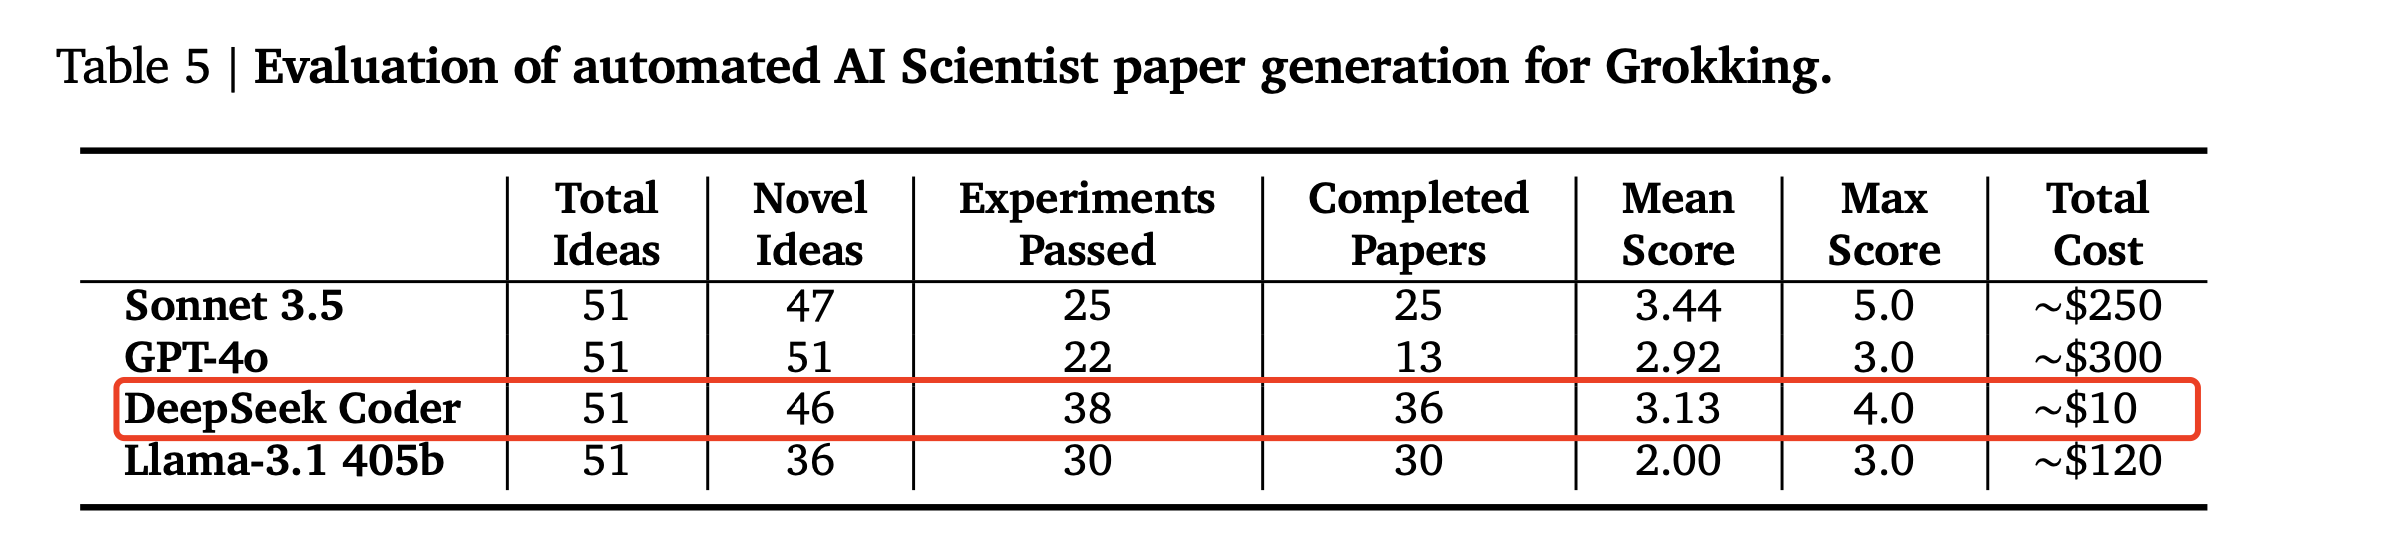 Table 5 | Evaluation of automated AI Scientist paper generation for Grokking.
Total Ideas Novel Ideas Experiments Passed Completed Papers Mean Score Max Score Total Cost
Sonnet 3.5 51 47 25 25 3.44 5.0 ~$250
GPT-4o 51 51 22 13 2.92 3.0 ~$300
DeepSeek Coder 51 46 38 36 3.13 4.0 ~$10
Llama-3.1 405b 51 36 30 30 2.00 3.0 ~$120